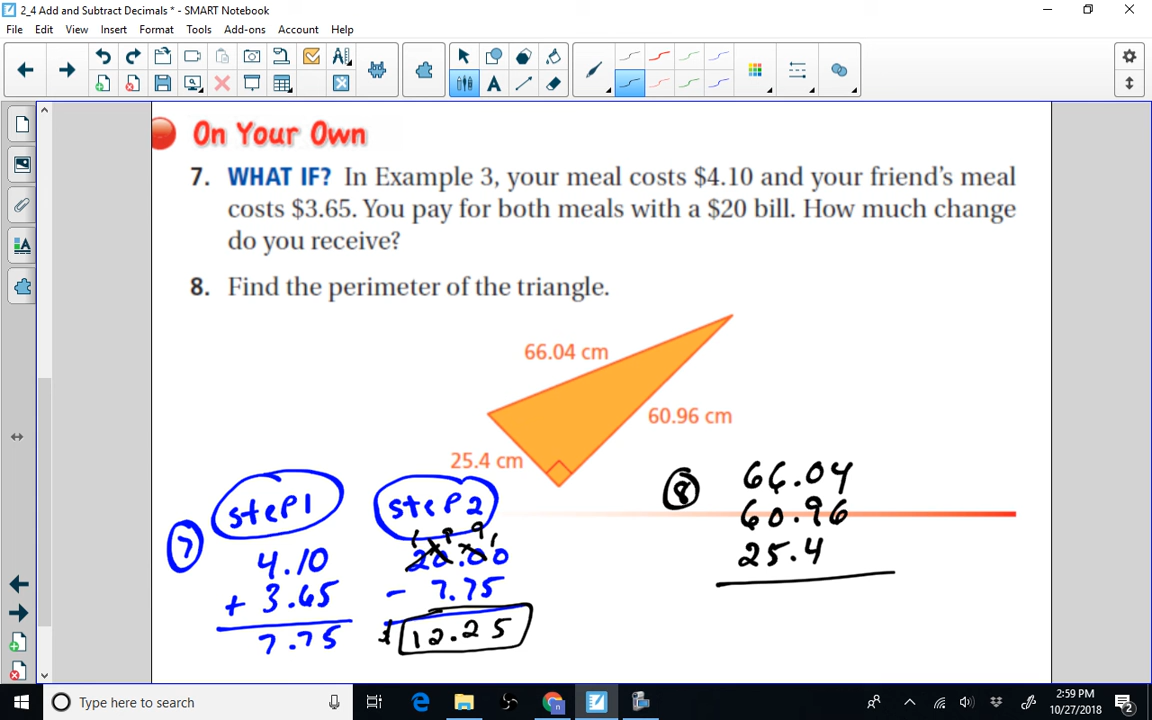 2_4 Add and Subtract Decimals * - SMART Notebook
File Edit View Insert Format Tools Add-ons Account Help
On Your Own
7. WHAT IF? In Example 3, your meal costs $4.10 and your friend's meal
costs $3.65. You pay for both meals with a $20 bill. How much change
do you receive?
8. Find the perimeter of the triangle.
66.04 cm
60.96 cm
25.4 cm
7
step 1
4.10
+ 3.65
7.75
step 2
20.00
- 7.75
$ 12.25
8
66.04
60.96
25.4
Type here to search
2:59 PM
10/27/2018
2